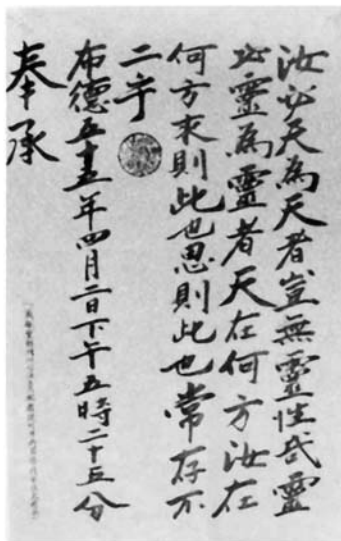 汝必天為天者豈無靈性哉靈
必靈為靈者天在何方汝在
何方求則此也思則此也常存不
二乎
布德五十五年四月二日下午五時二十五分
奉承